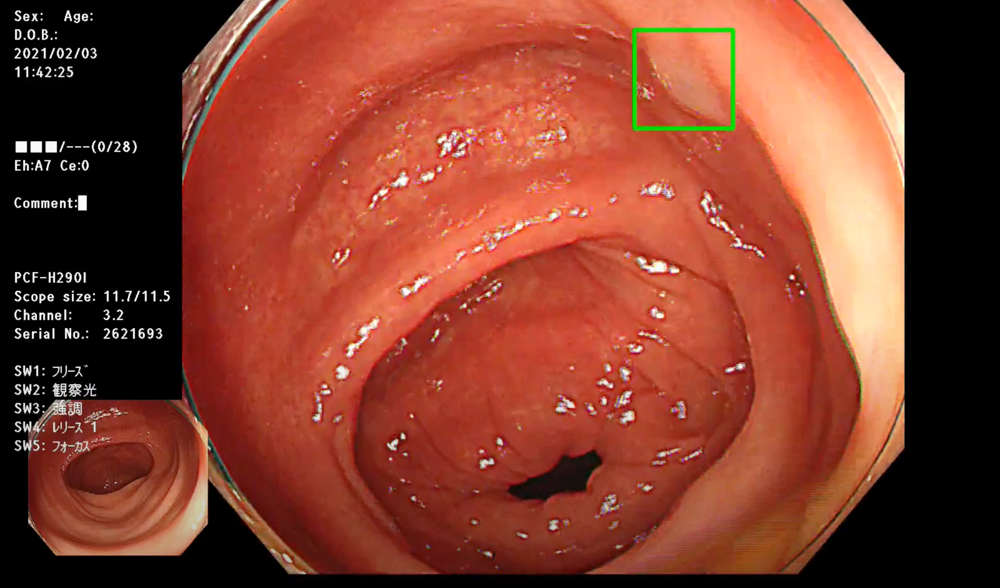 Sex: Age:
D.O.B.:
2021/02/03
11:42:25
■■■/---(0/28)
Eh:A7 Ce:0
Comment:
PCF-H290I
Scope size: 11.7/11.5
Channel: 3.2
Serial No.: 2621693
SW1: フリーズ
SW2: 観察光
SW3: 強調
SW4: レリーズ 1
SW5: フォーカス